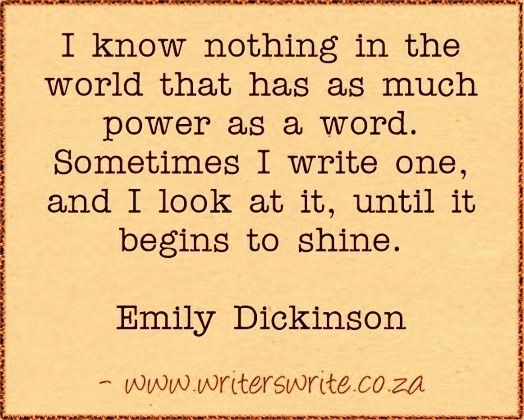 I know nothing in the
world that has as much
power as a word.
Sometimes I write one,
and I look at it, until it
begins to shine.
Emily Dickinson
- www.writerswrite.co.za